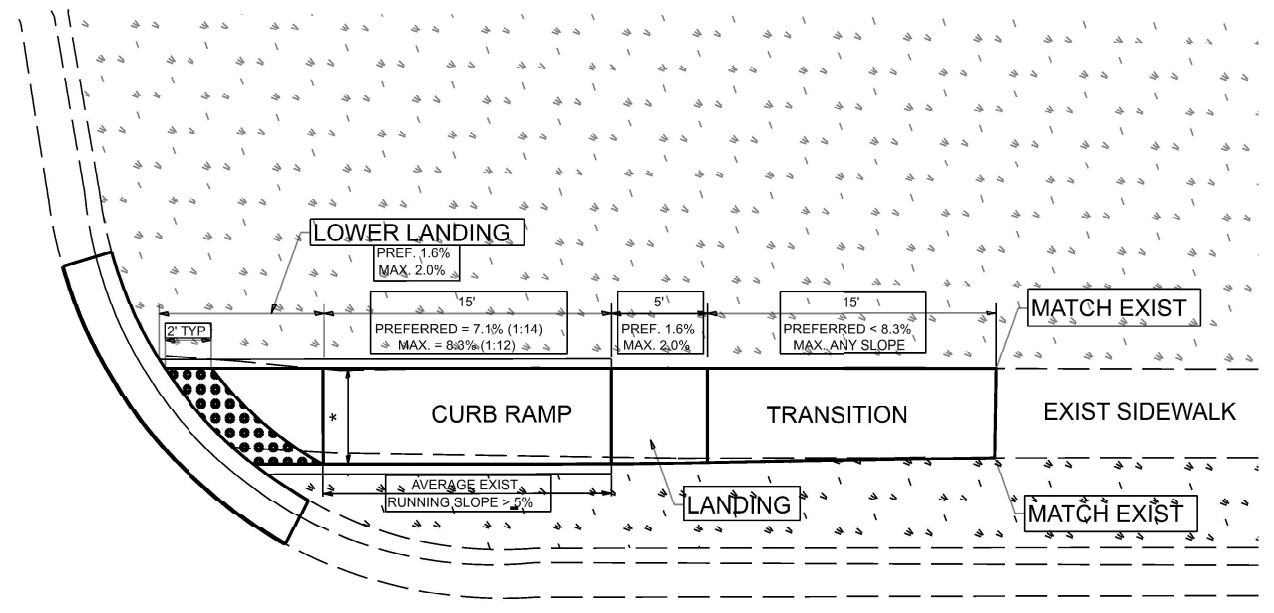 LOWER LANDING
PREF. 1.6%
MAX. 2.0%
15'
5'
15'
MATCH EXIST
2' TYP
PREFERRED = 7.1% (1:14)
MAX. = 8.3% (1:12)
PREF. 1.6%
MAX. 2.0%
PREFERRED < 8.3%
MAX. ANY SLOPE
*
CURB RAMP
TRANSITION
EXIST SIDEWALK
AVERAGE EXIST
RUNNING SLOPE > 5%
LANDING
MATCH EXIST